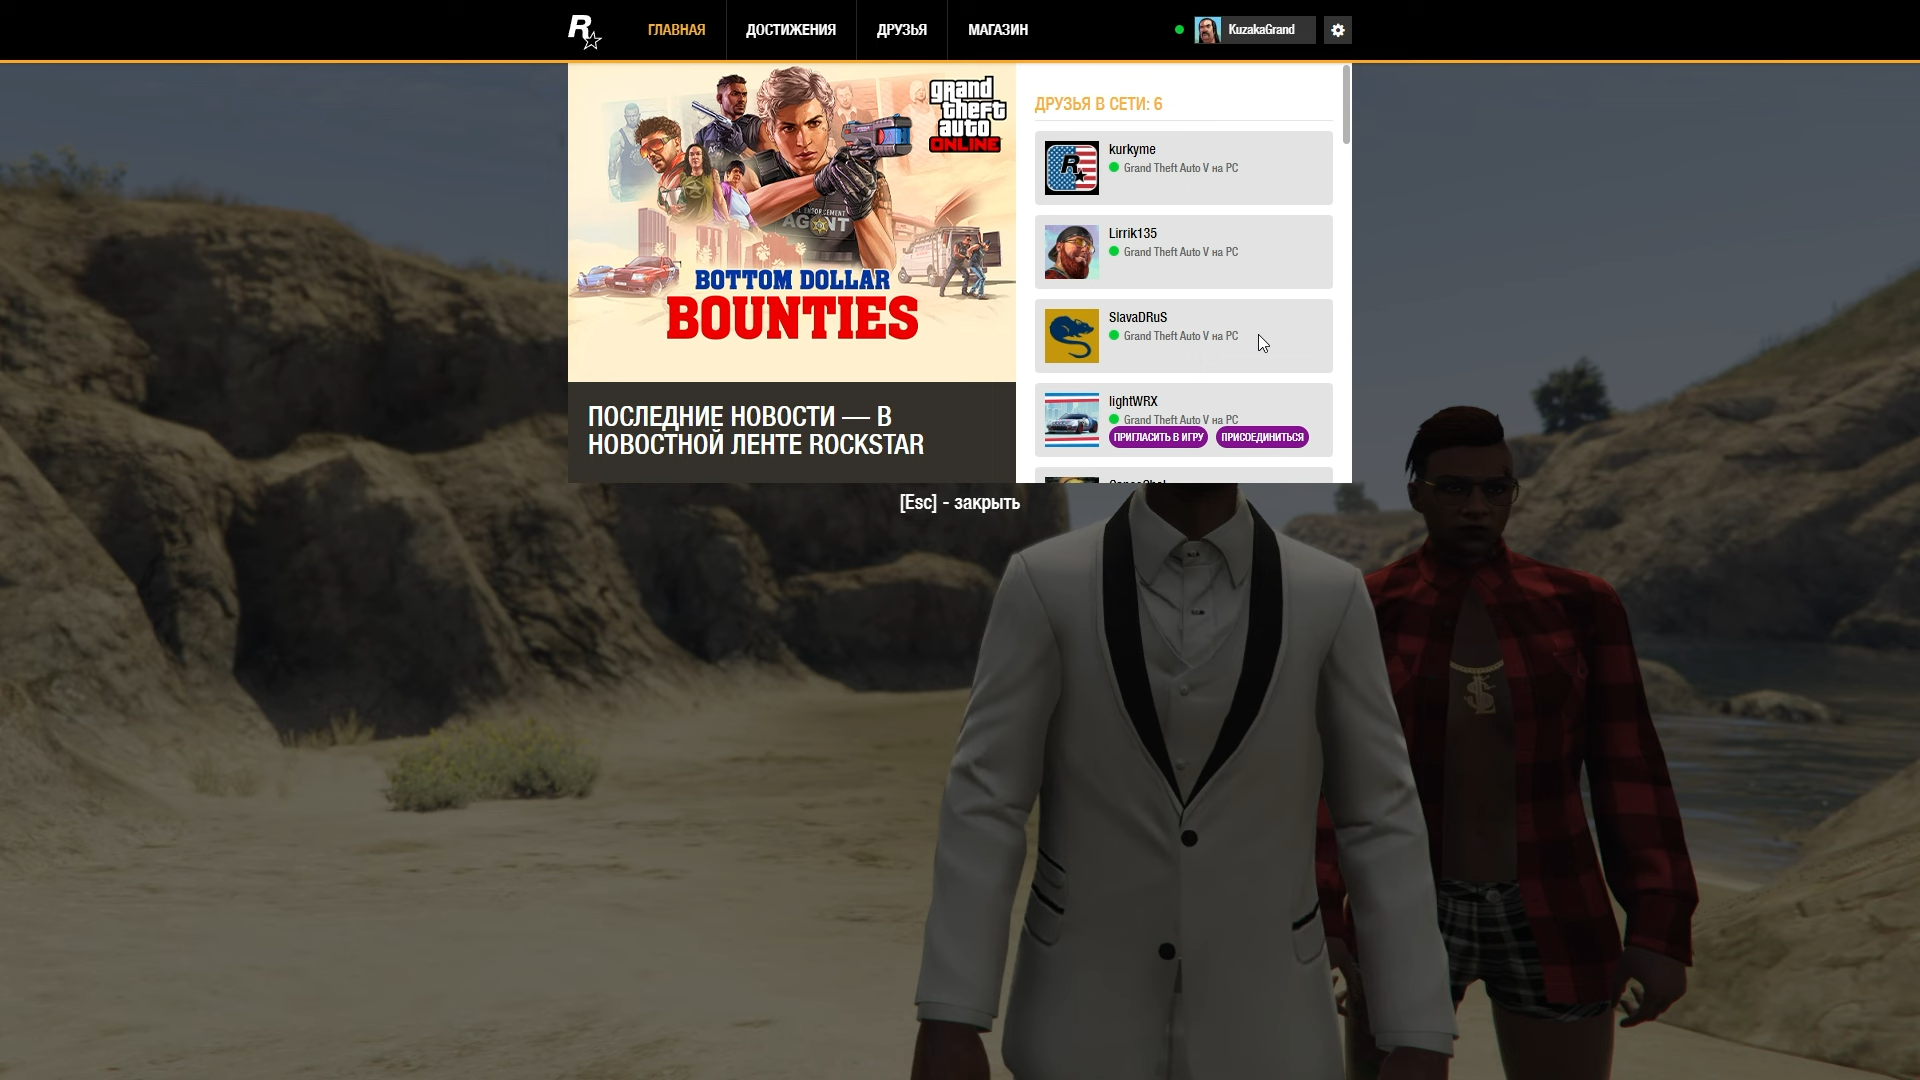 ГЛАВНАЯ
ДОСТИЖЕНИЯ
ДРУЗЬЯ
МАГАЗИН
KuzakaGrand
grand
theft
auto
ONLINE
AGENT
BOTTOM DOLLAR
BOUNTIES
ПОСЛЕДНИЕ НОВОСТИ — В
НОВОСТНОЙ ЛЕНТЕ ROCKSTAR
ДРУЗЬЯ В СЕТИ: 6
kurkyme
Grand Theft Auto V на PC
Lirrik135
Grand Theft Auto V на PC
SlavaDRuS
Grand Theft Auto V на PC
lightWRX
Grand Theft Auto V на PC
ПРИГЛАСИТЬ В ИГРУ
ПРИСОЕДИНИТЬСЯ
[Esc] - закрыть